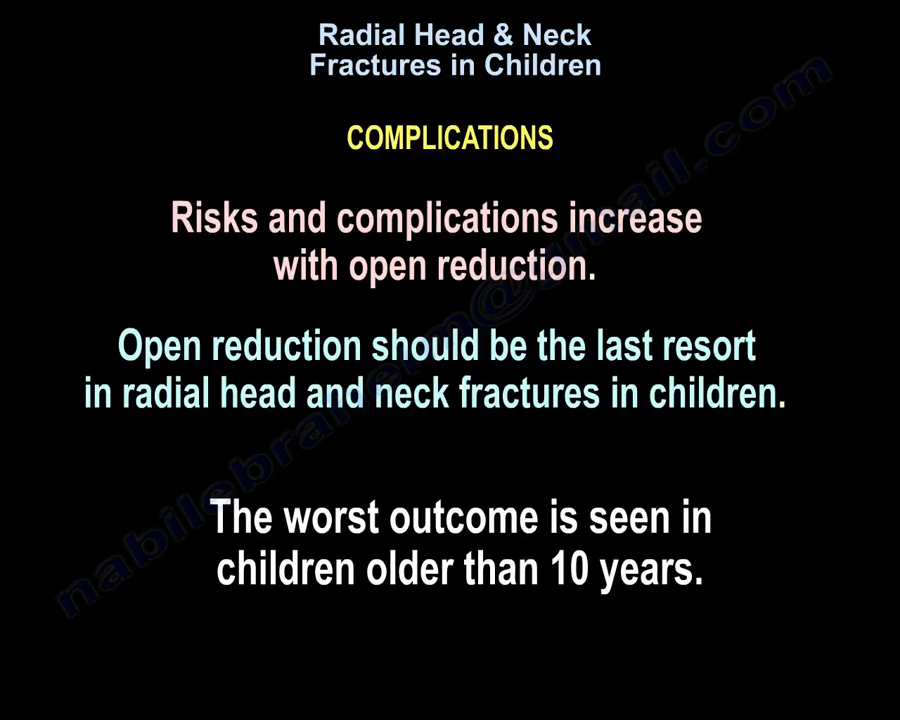 Radial Head & Neck
Fractures in Children
COMPLICATIONS
Risks and complications increase
with open reduction.
Open reduction should be the last resort
in radial head and neck fractures in children.
The worst outcome is seen in
children older than 10 years.